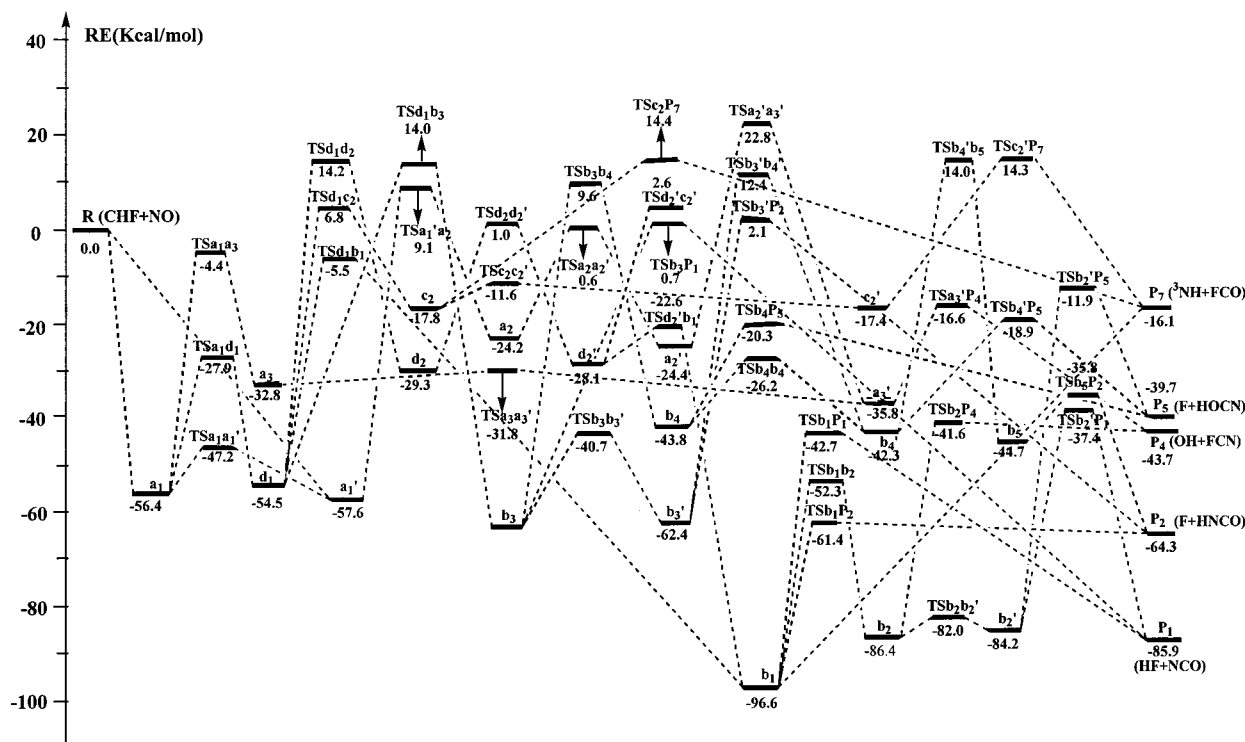 RE(Kcal/mol)
40
20
0
-20
-40
-60
-80
-100
R (CHF+NO)
0.0
a1
-56.4
TSa1a3
-4.4
TSa1d1
-27.9
TSa1a1'
-47.2
a3
-32.8
d1
-54.5
TSd1d2
14.2
TSd1c2
6.8
TSd1b1
-5.5
a1'
-57.6
TSd1b3
14.0
TSa1'a2
9.1
c2
-17.8
d2
-29.3
TSd2d2'
1.0
TSc2c2'
-11.6
a2
-24.2
TSa3a3'
-31.8
b3
TSb3b4
9.6
TSa2a2'
0.6
d2'
-28.1
TSb3b3'
-40.7
TSc2P7
14.4
2.6
TSd2'c2'
TSb3P1
0.7
-22.6
TSd2'b1
a2'
-24.4
b4
-43.8
b3'
-62.4
TSa2'a3'
22.8
TSb3'b4'
12.4
TSb3'P2
2.1
TSb4P5
-20.3
TSb4b4'
-26.2
b1
-96.6
TSb1P1
-42.7
TSb1b2
-52.3
TSb1P2
-61.4
c2'
-17.4
a3'
-35.8
b4'
-42.3
b2
-86.4
TSb4'b5
14.0
TSa3'P4
-16.6
TSb2P4
-41.6
TSb2b2'
-82.0
TSc2'P7
14.3
TSb4'P5
-18.9
b5
-44.7
b2'
-84.2
TSb2'P5
-11.9
-35.8
TSb5P2
TSb2'P1
-37.4
P7 (3NH+FCO)
-16.1
-39.7
P5 (F+HOCN)
P4 (OH+FCN)
-43.7
P2 (F+HNCO)
-64.3
P1
-85.9
(HF+NCO)